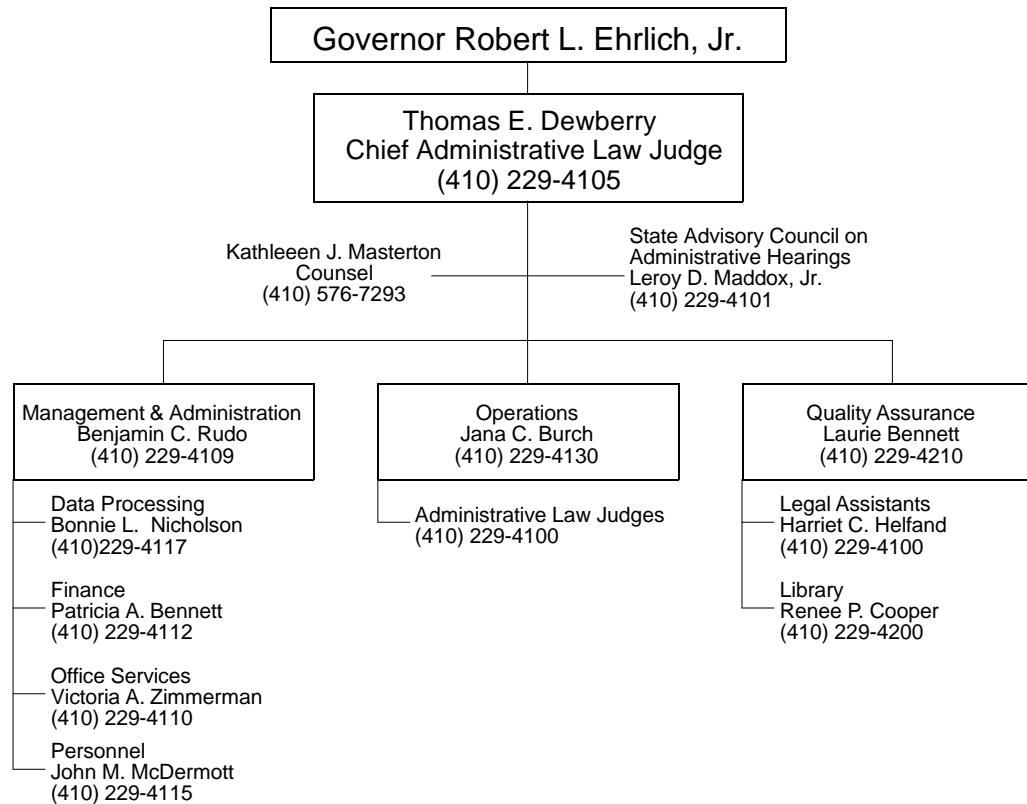 Governor Robert L. Ehrlich, Jr.
Thomas E. Dewberry
Chief Administrative Law Judge
(410) 229-4105
Kathleeen J. Masterton
Counsel
(410) 576-7293
State Advisory Council on
Administrative Hearings
Leroy D. Maddox, Jr.
(410) 229-4101
Management & Administration
Benjamin C. Rudo
(410) 229-4109
Data Processing
Bonnie L.  Nicholson
(410)229-4117
Finance
Patricia A. Bennett
(410) 229-4112
Office Services
Victoria A. Zimmerman
(410) 229-4110
Personnel
John M. McDermott
(410) 229-4115
Operations
Jana C. Burch
(410) 229-4130
Administrative Law Judges
(410) 229-4100
Quality Assurance
Laurie Bennett
(410) 229-4210
Legal Assistants
Harriet C. Helfand
(410) 229-4100
Library
Renee P. Cooper
(410) 229-4200